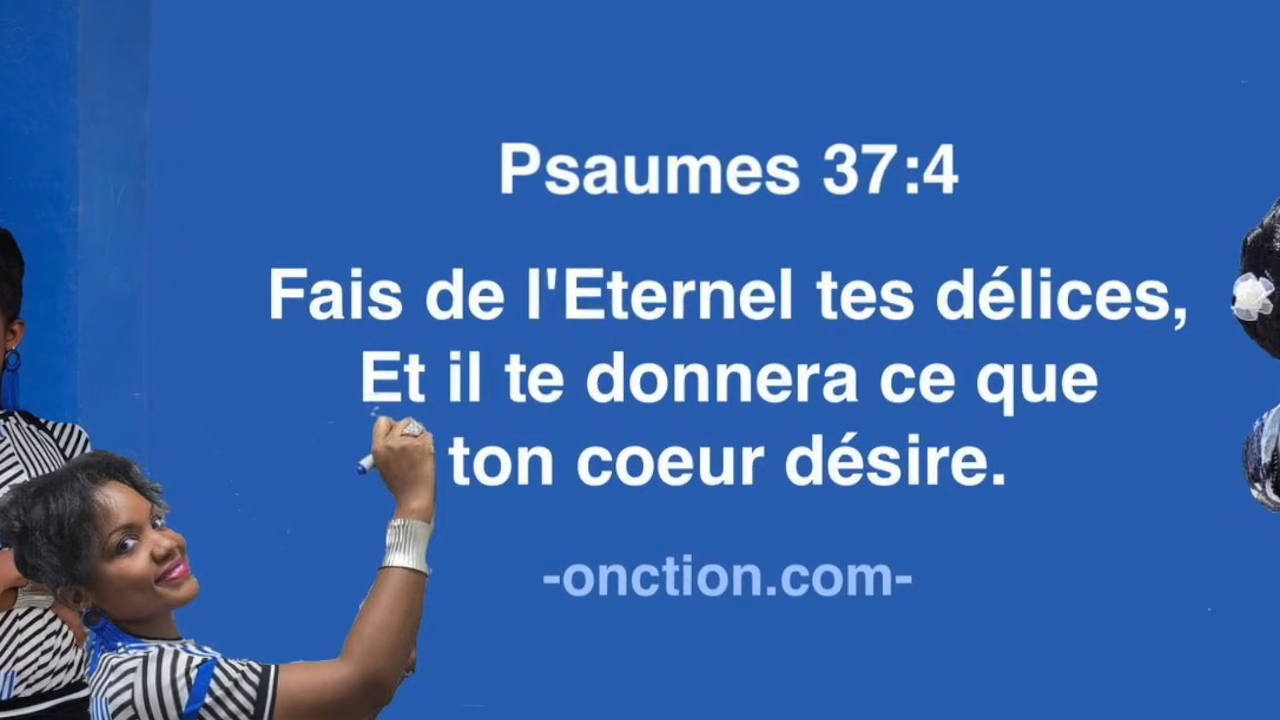 Psaumes 37:4
Fais de l'Eternel tes délices,
Et il te donnera ce que
ton coeur désire.
-onction.com-